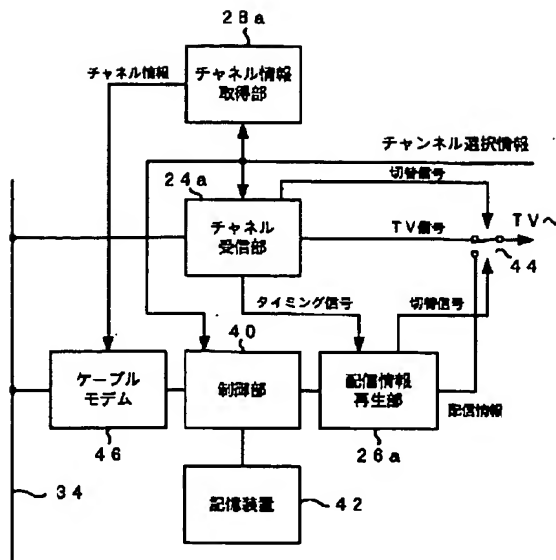 28a
チャネル情報
チャネル情報
取得部
チャンネル選択情報
24a
切替信号
チャネル
受信部
TV信号
TVへ
44
タイミング信号
切替信号
40
ケーブル
モデム
制御部
配信情報
再生部
配信情報
46
26a
34
記憶装置
42